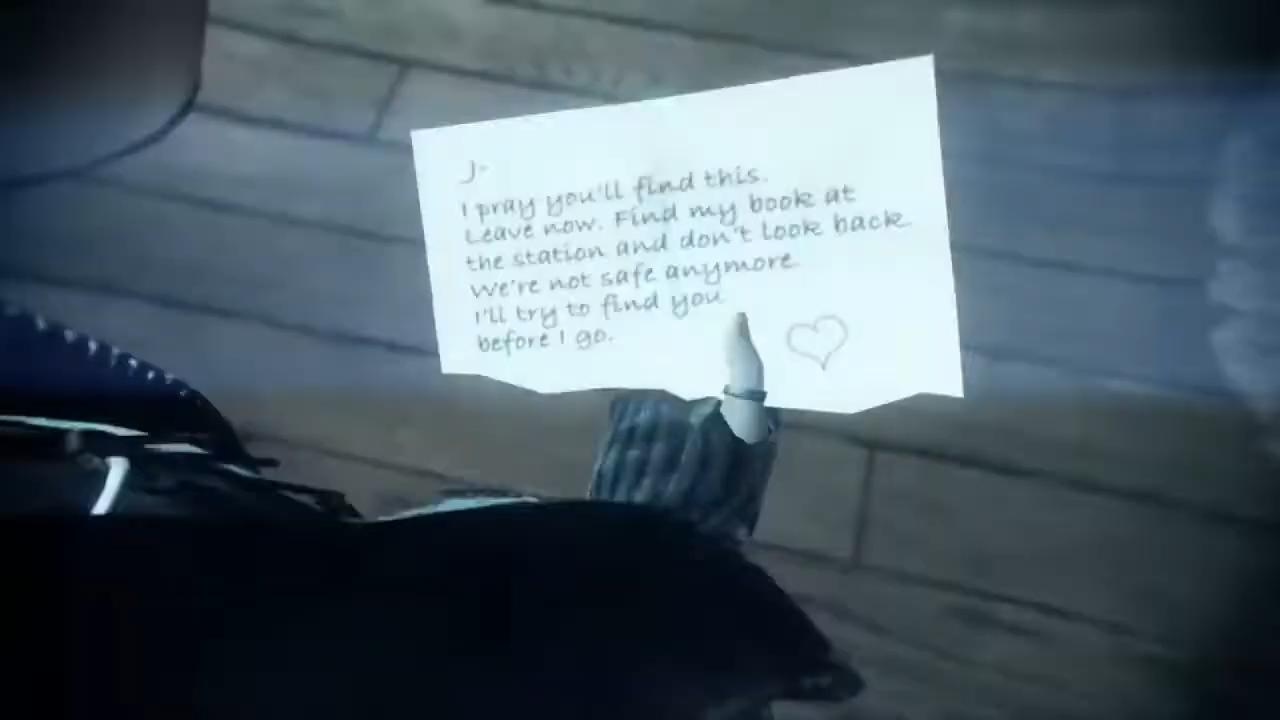 J-
I pray you'll find this.
Leave now. Find my book at
the station and don't look back.
We're not safe anymore.
I'll try to find you
before I go.